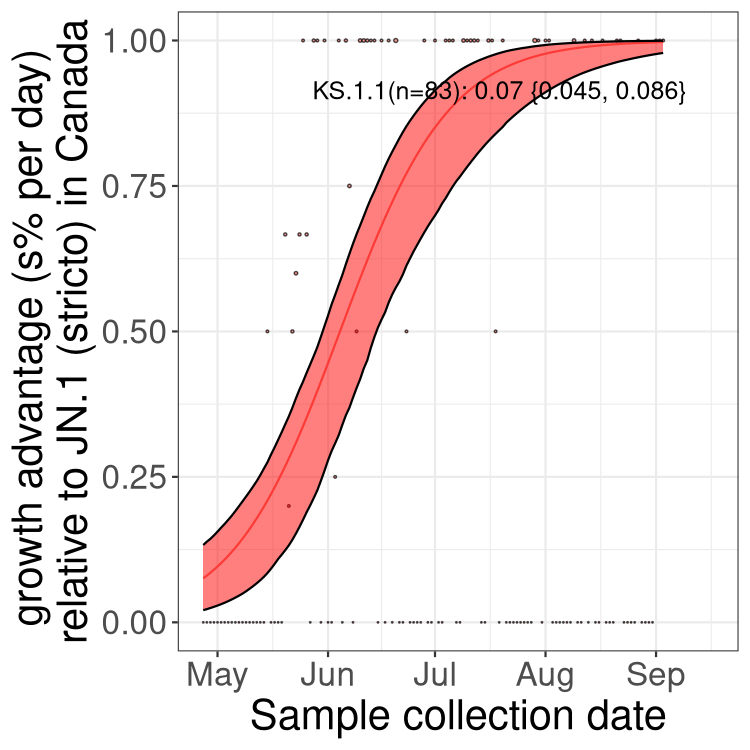 growth advantage (s% per day)
relative to JN.1 (stricto) in Canada
1.00
0.75
0.50
0.25
0.00
KS.1.1(n=83): 0.07 {0.045, 0.086}
May Jun Jul Aug Sep
Sample collection date